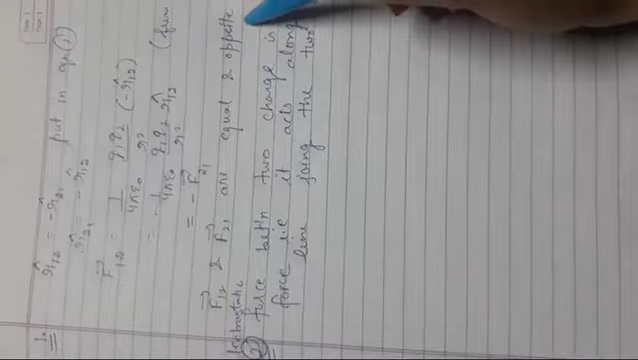 1.
r̂12 = -r̂21 put in eqn (1)
r̂21 = -r̂12
F⃗12 = 1/4πε0 q1q2/r² (-r̂12)
= - 1/4πε0 q1q2/r² r̂12
= - F⃗21
F⃗12 & F⃗21 are equal & opposite
(2) force betn two charge is
force i.e it acts along
line joing the two